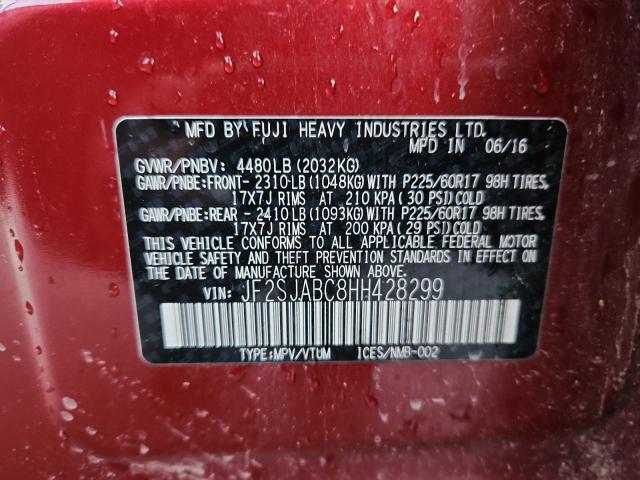 MFD BY FUJI HEAVY INDUSTRIES LTD.
MFD IN 06/16
GVWR/PNBV: 4480LB (2032KG)
GAWR/PNBE: FRONT- 2310 LB (1048KG) WITH P225/60R17 98H TIRES,
17X7J RIMS AT 210 KPA (30 PSI) COLD
GAWR/PNBE: REAR - 2410 LB (1093KG) WITH P225/60R17 98H TIRES,
17X7J RIMS AT 200 KPA (29 PSI) COLD
THIS VEHICLE CONFORMS TO ALL APPLICABLE FEDERAL MOTOR
VEHICLE SAFETY AND THEFT PREVENTION STANDARDS IN EFFECT
ON THE DATE OF MANUFACTURE SHOWN ABOVE.
VIN: JF2SJABC8HH428299
TYPE:MPV/VTUM ICES/NMB-002